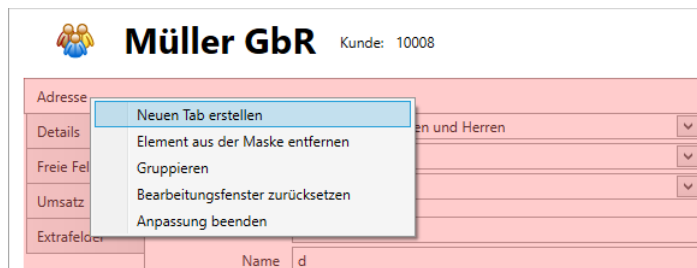 Müller GbR Kunde: 10008
Adresse
Neuen Tab erstellen
Details en und Herren
Element aus der Maske entfernen
Freie Fel
Gruppieren
Umsatz
Bearbeitungsfenster zurücksetzen
Anpassung beenden
Extrafelder
Name d